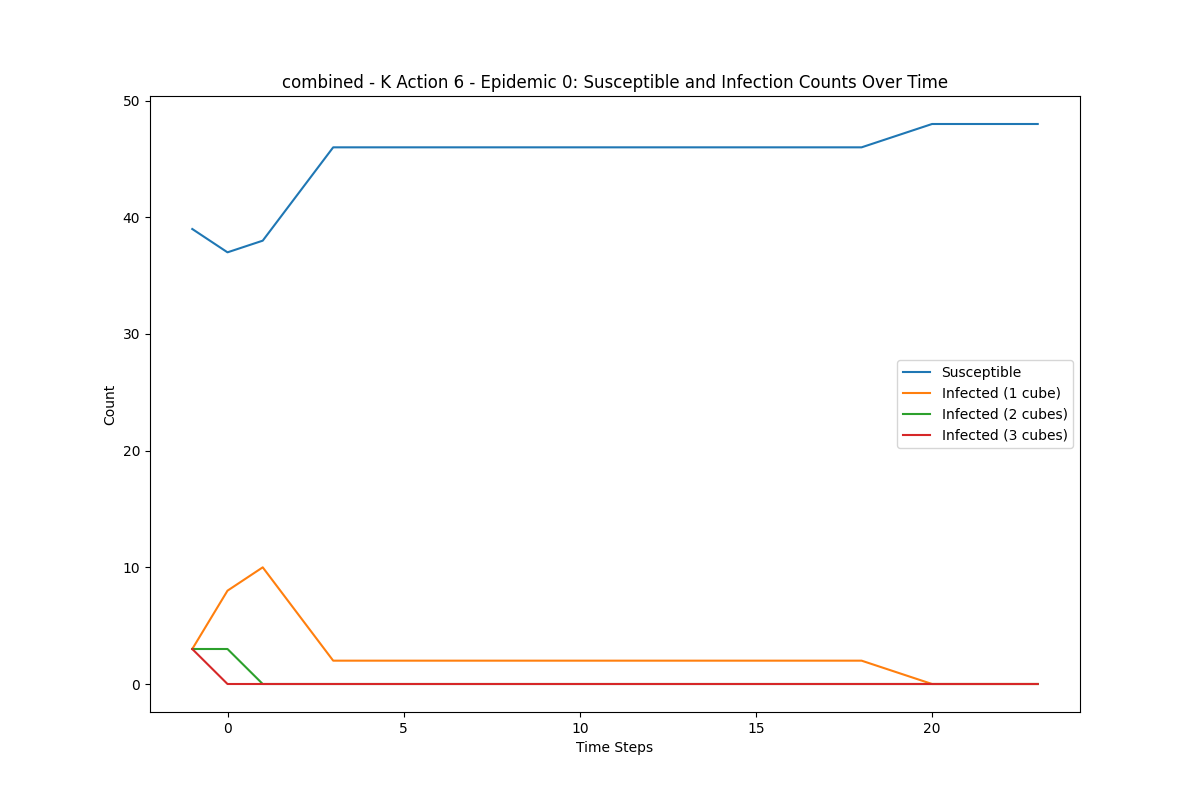 combined - K Action 6 - Epidemic 0: Susceptible and Infection Counts Over Time
50
40
30
20
10
0
Count
Susceptible
Infected (1 cube)
Infected (2 cubes)
Infected (3 cubes)
0 5 10 15 20
Time Steps